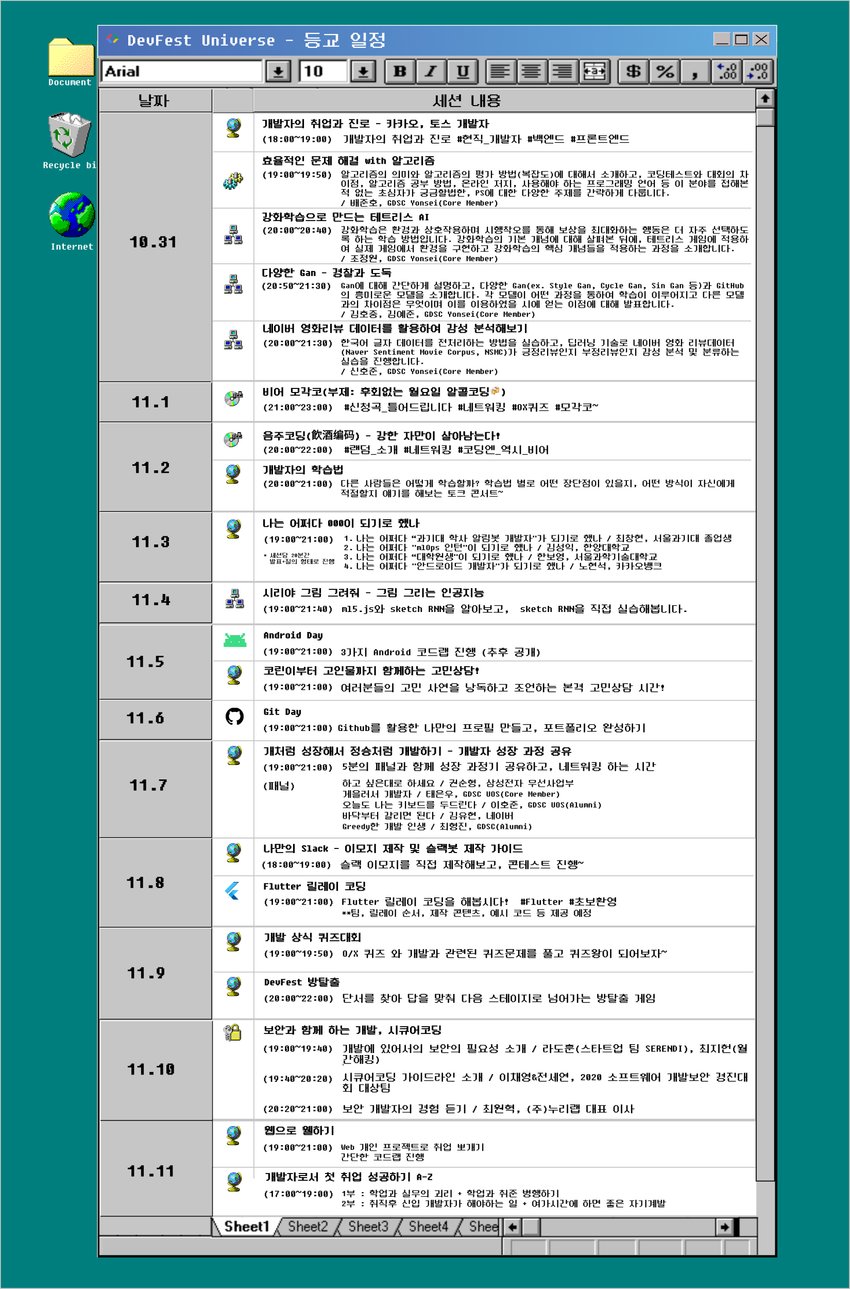 DevFest Universe - 등교 일정
Document
Arial
10
B I U
$ % ,
날짜
세션 내용
Recycle bi
Internet
10.31
개발자의 취업과 진로 - 카카오, 토스 개발자
(18:00~19:00) 개발자의 취업과 진로 #현직_개발자 #백엔드 #프론트엔드
효율적인 문제 해결 with 알고리즘
(19:00~19:50) 알고리즘의 의미와 알고리즘의 평가 방법(복잡도)에 대해서 소개하고, 코딩테스트와 대회의 차
이점, 알고리즘 공부 방법, 온라인 저지, 사용해야 하는 프로그래밍 언어 등 이 분야를 접해본
적 없는 초심자가 궁금할법한, PS에 대한 다양한 주제를 간략하게 다룹니다.
/ 배준호, GDSC Yonsei(Core Member)
강화학습으로 만드는 테트리스 AI
(20:00~20:40) 강화학습은 환경과 상호작용하며 시행착오를 통해 보상을 최대화하는 행동은 더 자주 선택하도
록 하는 학습 방법입니다. 강화학습의 기본 개념에 대해 살펴본 뒤에, 테트리스 게임에 적용하
여 실제 게임에서 환경을 구현하고 강화학습의 핵심 개념들을 적용하는 과정을 소개합니다.
/ 조정원, GDSC Yonsei(Core Member)
다양한 Gan - 경찰과 도둑
(20:50~21:30) Gan에 대해 간단하게 설명하고, 다양한 Gan(ex. Style Gan, Cycle Gan, Sin Gan 등)과 GitHub
의 흥미로운 모델을 소개합니다. 각 모델이 어떤 과정을 통하여 학습이 이루어지고 다른 모델
과의 차이점은 무엇이며 이를 이용하였을 시에 얻는 이점에 대해 발표합니다.
/ 김호중, 김예준, GDSC Yonsei(Core Member)
네이버 영화리뷰 데이터를 활용하여 감성 분석해보기
(20:00~21:30) 한국어 글자 데이터를 전처리하는 방법을 실습하고, 딥러닝 기술로 네이버 영화 리뷰데이터
(Naver Sentiment Movie Corpus, NSMC)가 긍정리뷰인지 부정리뷰인지 감성 분석 및 분류하는
실습을 진행합니다.
/ 신호준, GDSC Yonsei(Core Member)
11.1
비어 모각코(부제: 후회없는 월요일 알콜코딩)
(21:00~23:00) #신청곡_틀어드립니다 #네트워킹 #OX퀴즈 #모각코~
11.2
음주코딩(飮酒编码) - 강한 자만이 살아남는다!
(20:00~22:00) #랜덤_소개 #네트워킹 #코딩엔_역시_비어
개발자의 학습법
(20:00~21:00) 다른 사람들은 어떻게 학습할까? 학습법 별로 어떤 장단점이 있을지, 어떤 방식이 자신에게
적절할지 얘기를 해보는 토크 콘서트~
11.3
나는 어쩌다 000이 되기로 했나
(19:00~21:00) 1. 나는 어쩌다 "과기대 학사 알림봇 개발자"가 되기로 했나 / 최장현, 서울과기대 졸업생
2. 나는 어쩌다 "mlOps 인턴"이 되기로 했나 / 김성익, 한양대학교
* 세션당 20분간
발표+질의 형태로 진행
3. 나는 어쩌다 "대학원생"이 되기로 했나 / 한보영, 서울과학기술대학교
4. 나는 어쩌다 "안드로이드 개발자"가 되기로 했나 / 노현석, 카카오뱅크
11.4
시리야 그림 그려줘 - 그림 그리는 인공지능
(19:00~21:40) ml5.js와 sketch RNN을 알아보고, sketch RNN을 직접 실습해봅니다.
11.5
Android Day
(19:00~21:00) 3가지 Android 코드랩 진행 (추후 공개)
코린이부터 고인물까지 함께하는 고민상담!
(19:00~21:00) 여러분들의 고민 사연을 낭독하고 조언하는 본격 고민상담 시간!
11.6
Git Day
(19:00~21:00) Github를 활용한 나만의 프로필 만들고, 포트폴리오 완성하기
11.7
개처럼 성장해서 정승처럼 개발하기 - 개발자 성장 과정 공유
(19:00~21:00) 5분의 패널과 함께 성장 과정기 공유하고, 네트워킹 하는 시간
(패널) 하고 싶은대로 하세요 / 권순형, 삼성전자 무선사업부
게을러서 개발자 / 태은우, GDSC UOS(Core Member)
오늘도 나는 키보드를 두드린다 / 이호준, GDSC UOS(Alumni)
바닥부터 갈리면 된다 / 김유현, 네이버
Greedy한 개발 인생 / 최형진, GDSC(Alumni)
11.8
나만의 Slack - 이모지 제작 및 슬랙봇 제작 가이드
(18:00~19:00) 슬랙 이모지를 직접 제작해보고, 콘테스트 진행~
Flutter 릴레이 코딩
(19:00~21:00) Flutter 릴레이 코딩을 해봅시다! #Flutter #초보환영
**팀, 릴레이 순서, 제작 콘텐츠, 예시 코드 등 제공 예정
11.9
개발 상식 퀴즈대회
(19:00~19:50) O/X 퀴즈 와 개발과 관련된 퀴즈문제를 풀고 퀴즈왕이 되어보자~
DevFest 방탈출
(20:00~22:00) 단서를 찾아 답을 맞춰 다음 스테이지로 넘어가는 방탈출 게임
11.10
보안과 함께 하는 개발, 시큐어코딩
(19:00~19:40) 개발에 있어서의 보안의 필요성 소개 / 라도훈(스타트업 팀 SERENDI), 최지현(월
간해킹)
(19:40~20:20) 시큐어코딩 가이드라인 소개 / 이재영&전세연, 2020 소프트웨어 개발보안 경진대
회 대상팀
(20:20~21:00) 보안 개발자의 경험 듣기 / 최원혁, (주)누리랩 대표 이사
11.11
웹으로 웰하기
(19:00~21:00) Web 개인 프로젝트로 취업 뽀개기
간단한 코드랩 진행
개발자로서 첫 취업 성공하기 A-Z
(17:00~19:00) 1부 : 학업과 실무의 괴리 + 학업과 취준 병행하기
2부 : 취직후 신입 개발자가 해야하는 일 + 여가시간에 하면 좋은 자기계발
Sheet1 Sheet2 Sheet3 Sheet4 Shee